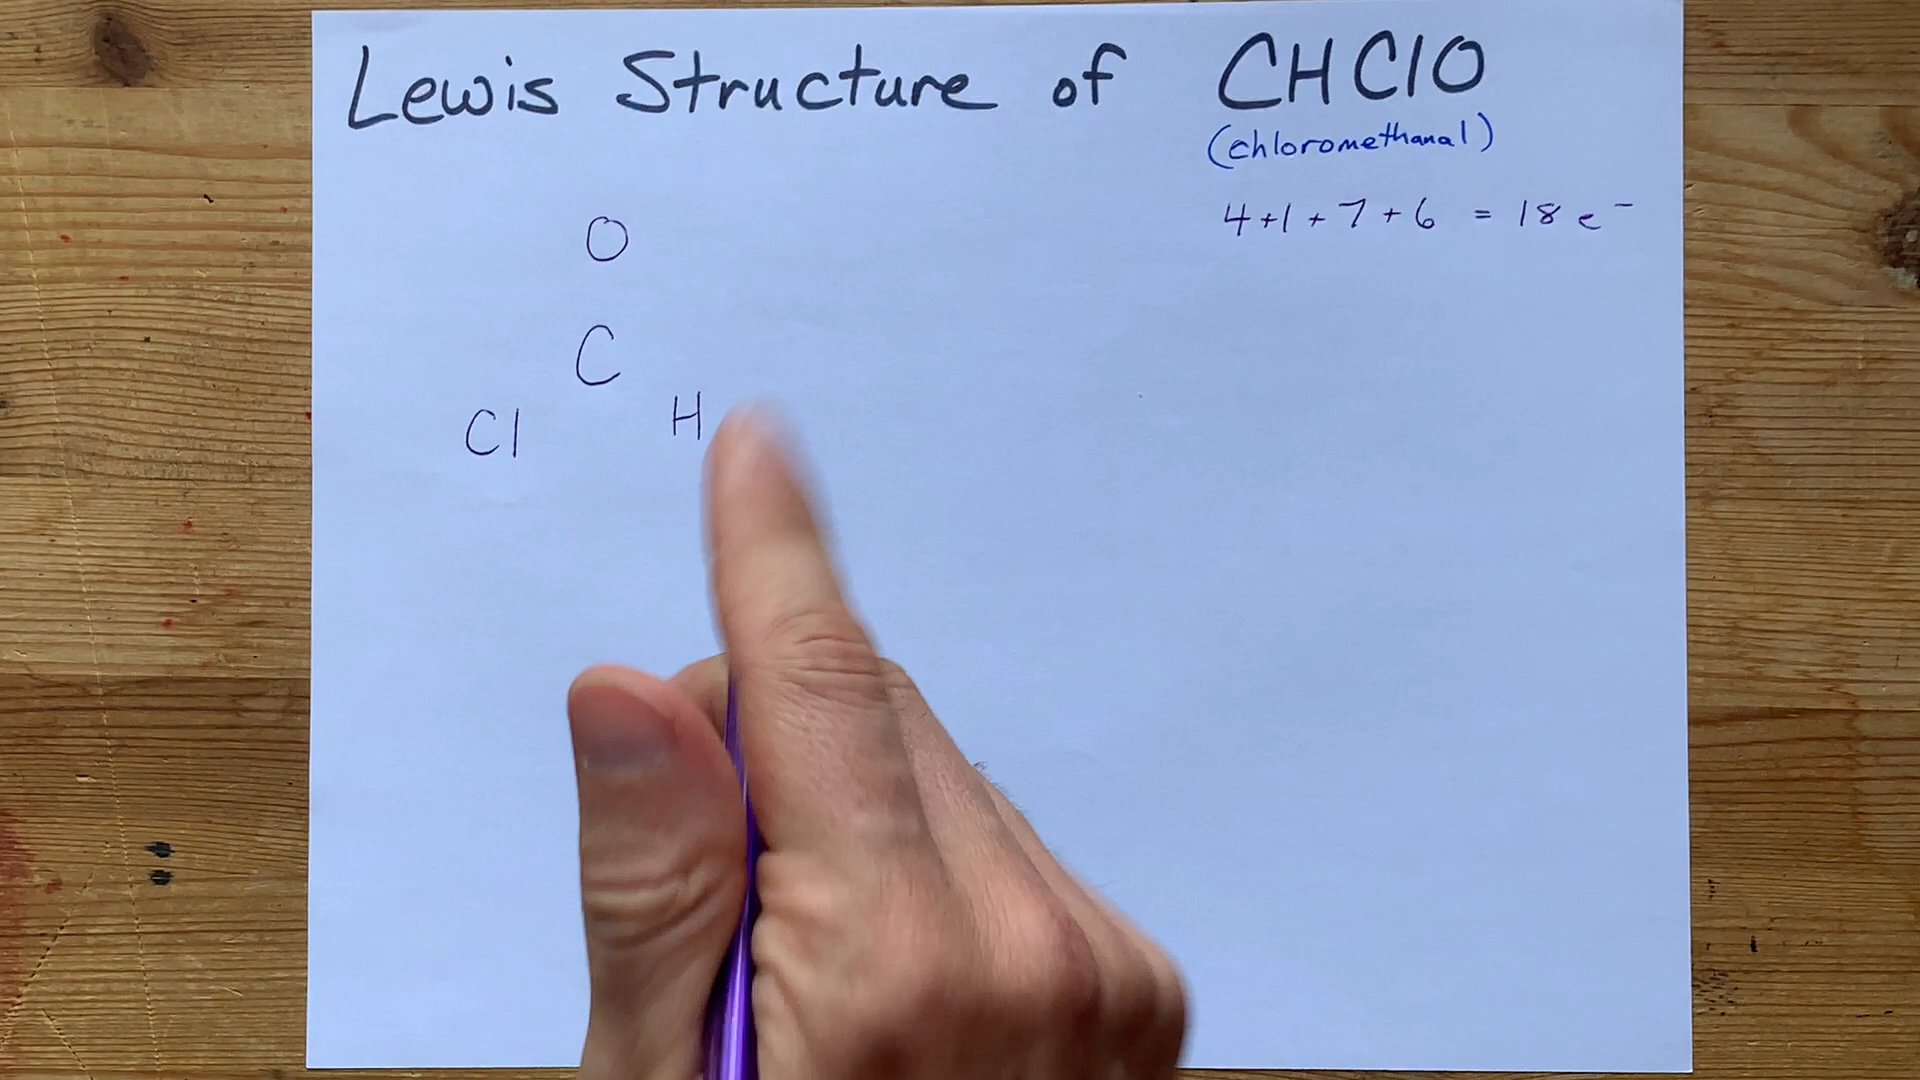 Lewis Structure of CHClO
(chloromethanal)
4+1+7+6 = 18 e⁻
O
C
Cl H